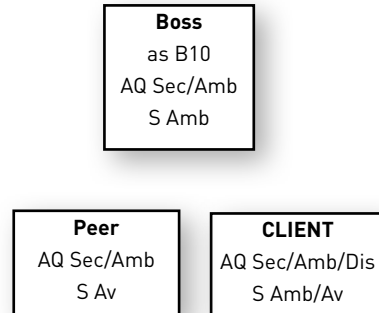 Boss
as B10
AQ Sec/Amb
S Amb
Peer
AQ Sec/Amb
S Av
CLIENT
AQ Sec/Amb/Dis
S Amb/Av